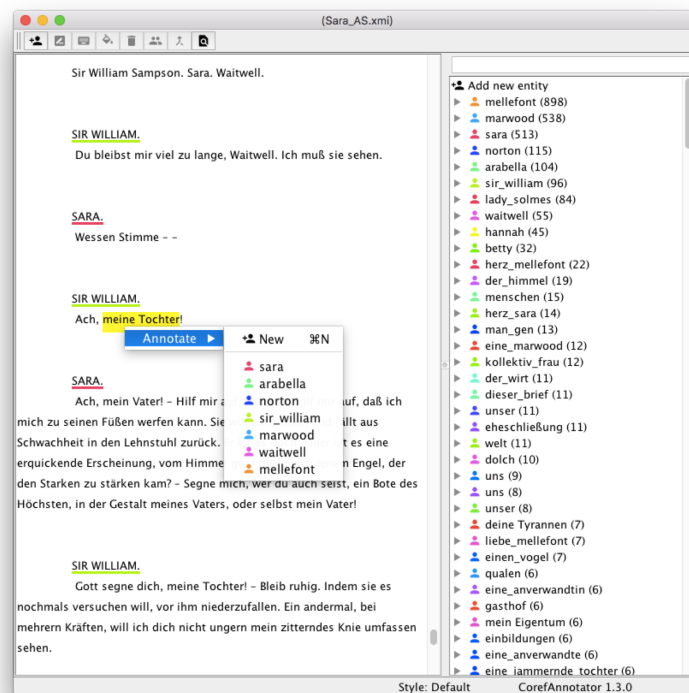 (Sara_AS.xmi)
Sir William Sampson. Sara. Waitwell.
SIR WILLIAM.
Du bleibst mir viel zu lange, Waitwell. Ich muß sie sehen.
SARA.
Wessen Stimme – –
SIR WILLIAM.
Ach, meine Tochter!
Annotate
New ⌘N
sara
arabella
norton
sir_william
marwood
waitwell
mellefont
SARA.
Ach, mein Vater! – Hilf mir auf, daß ich
mich zu seinen Füßen werfen kann. Sie fällt aus
Schwachheit in den Lehnstuhl zurück. ist es eine
erquickende Erscheinung, vom Himmel Engel, der
den Starken zu stärken kam? – Segne mich, wer du auch seist, ein Bote des
Höchsten, in der Gestalt meines Vaters, oder selbst mein Vater!
SIR WILLIAM.
Gott segne dich, meine Tochter! – Bleib ruhig. Indem sie es
nochmals versuchen will, vor ihm niederzufallen. Ein andermal, bei
mehrern Kräften, will ich dich nicht ungern mein zitterndes Knie umfassen
sehen.
Add new entity
mellefont (898)
marwood (538)
sara (513)
norton (115)
arabella (104)
sir_william (96)
lady_solmes (84)
waitwell (55)
hannah (45)
betty (32)
herz_mellefont (22)
der_himmel (19)
menschen (15)
herz_sara (14)
man_gen (13)
eine_marwood (12)
kollektiv_frau (12)
der_wirt (11)
dieser_brief (11)
unser (11)
eheschließung (11)
welt (11)
dolch (10)
uns (9)
uns (8)
unser (8)
deine Tyrannen (7)
liebe_mellefont (7)
einen_vogel (7)
qualen (6)
eine_anverwandtin (6)
gasthof (6)
mein Eigentum (6)
einbildungen (6)
eine_anverwandte (6)
eine_jammernde_tochter (6)
Style: Default CorefAnnotator 1.3.0